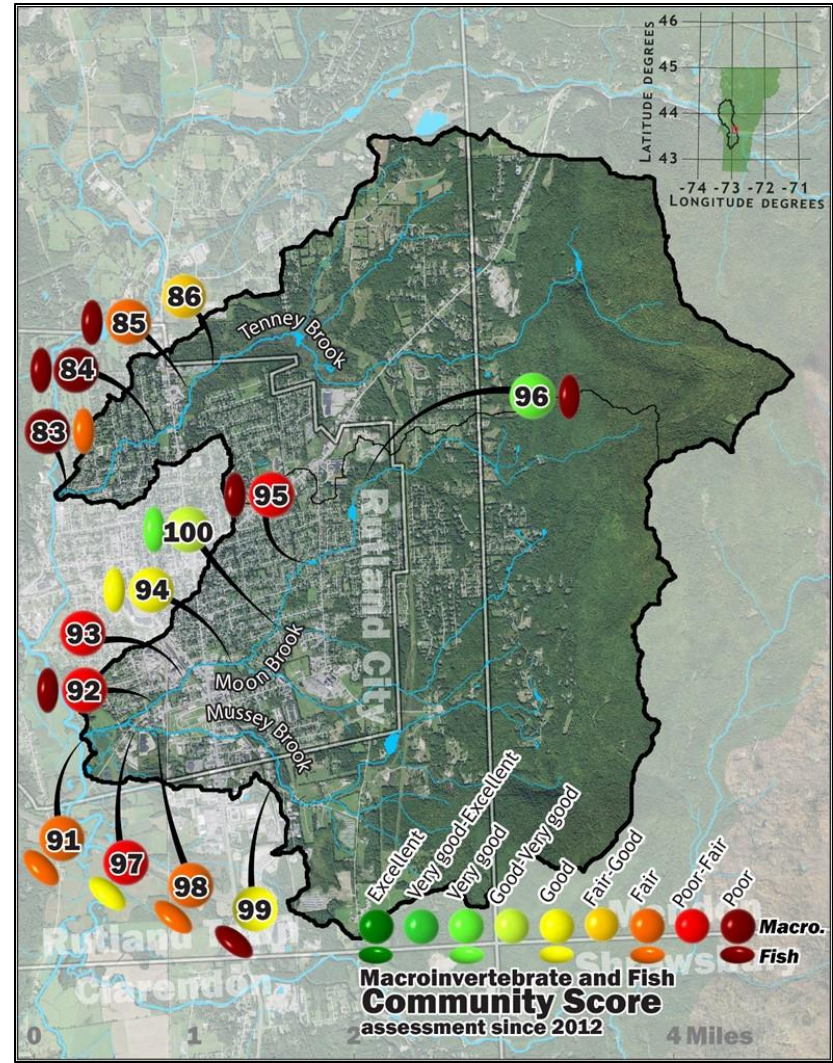 46
45
44
43
LATITUDE DEGREES
-74 -73 -72 -71
LONGITUDE DEGREES
86
85
84
83
Tenney Brook
96
95
100
94
93
92
Rutland City
Moon Brook
Mussey Brook
91
97
98
99
Excellent
Very good-Excellent
Very good
Good-Very good
Good
Fair-Good
Fair
Poor-Fair
Poor
Macro.
Fish
Rutland Town
Mendon
Clarendon
Shrewsbury
Macroinvertebrate and Fish
Community Score
assessment since 2012
0 1 2 4 Miles